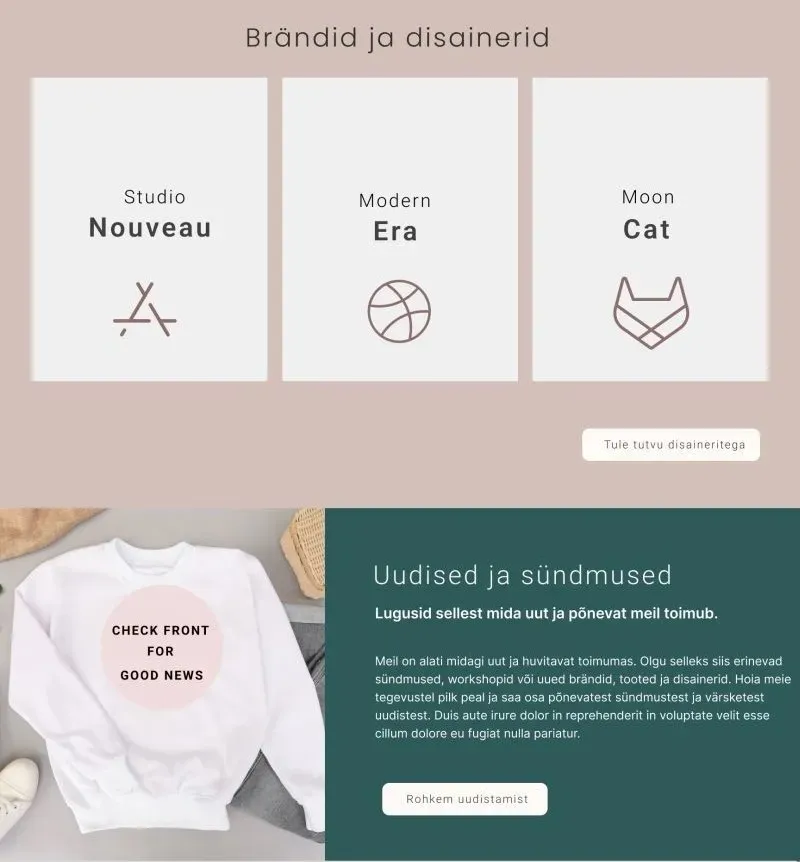 Brändid ja disainerid
Studio
Nouveau
Modern
Era
Moon
Cat
Tule tutvu disaineritega
CHECK FRONT
FOR
GOOD NEWS
Uudised ja sündmused
Lugusid sellest mida uut ja põnevat meil toimub.
Meil on alati midagi uut ja huvitavat toimumas. Olgu selleks siis erinevad
sündmused, workshopid või uued brändid, tooted ja disainerid. Hoia meie
tegevustel pilk peal ja saa osa põnevatest sündmustest ja värsketest
uudistest. Duis aute irure dolor in reprehenderit in voluptate velit esse
cillum dolore eu fugiat nulla pariatur.
Rohkem uudistamist